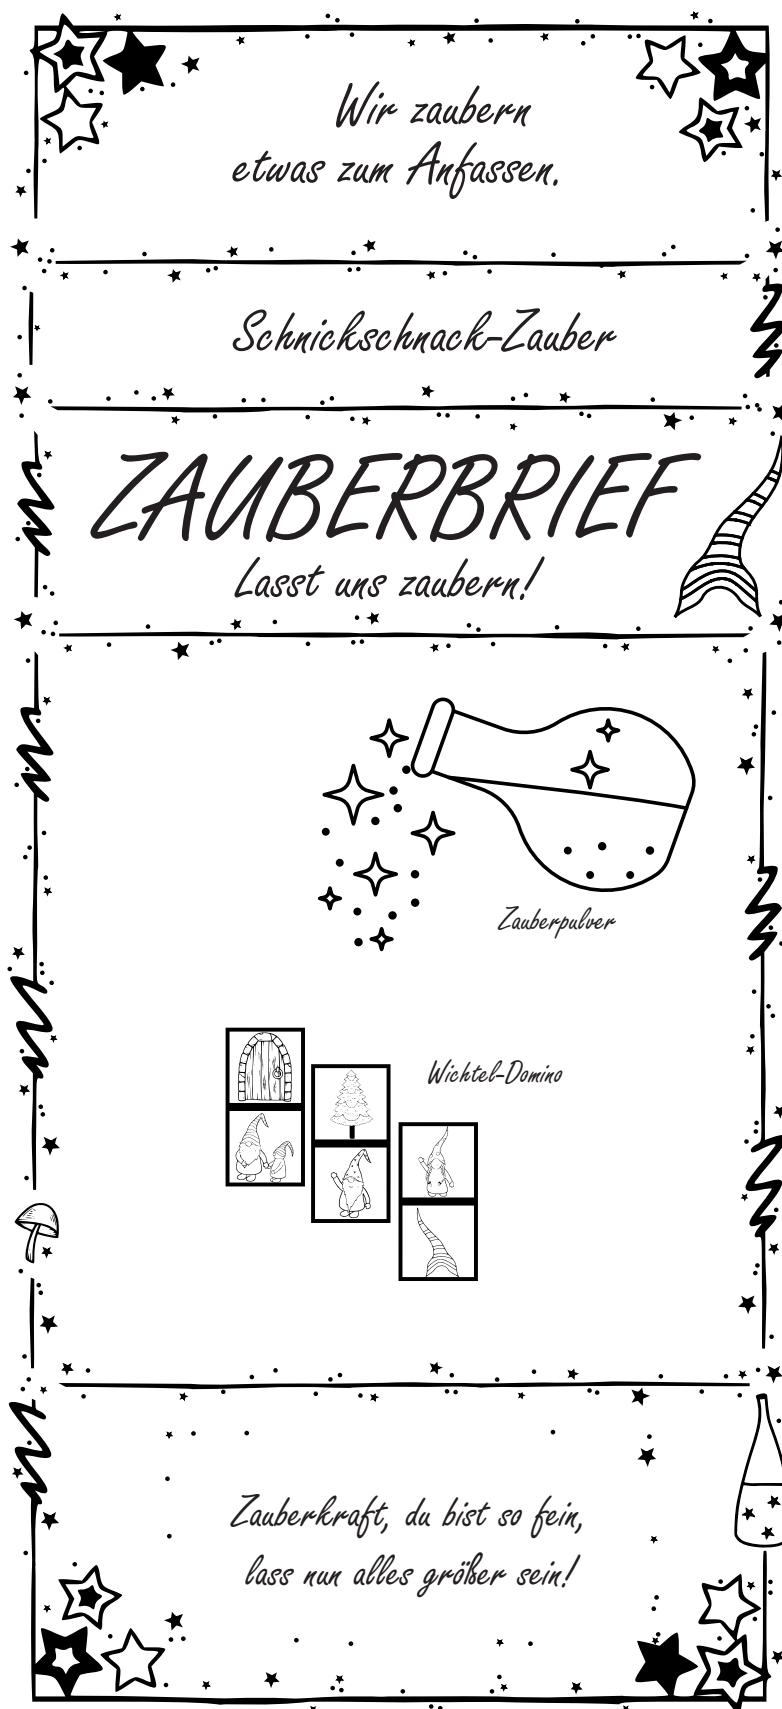 Wir zaubern
etwas zum Anfassen.
Schnickschnack-Zauber
ZAUBERBRIEF
Lasst uns zaubern!
Zauberpulver
Wichtel-Domino
Zauberkraft, du bist so fein,
lass nun alles größer sein!